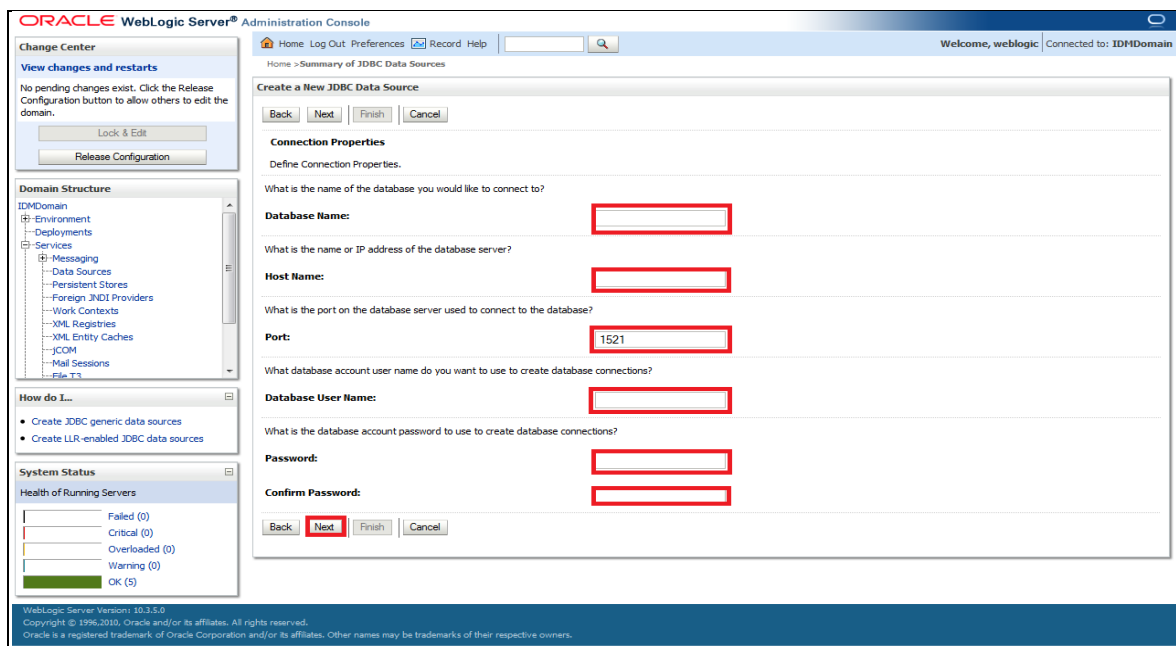 ORACLE WebLogic Server® Administration Console
Change Center
View changes and restarts
No pending changes exist. Click the Release
Configuration button to allow others to edit the
domain.
Lock & Edit
Release Configuration
Domain Structure
IDMDomain
Environment
Deployments
Services
Messaging
Data Sources
Persistent Stores
Foreign JNDI Providers
Work Contexts
XML Registries
XML Entity Caches
jCOM
Mail Sessions
File T3
How do I...
Create JDBC generic data sources
Create LLR-enabled JDBC data sources
System Status
Health of Running Servers
Failed (0)
Critical (0)
Overloaded (0)
Warning (0)
OK (5)
Home Log Out Preferences Record Help
Welcome, weblogic Connected to: IDMDomain
Home >Summary of JDBC Data Sources
Create a New JDBC Data Source
Back Next Finish Cancel
Connection Properties
Define Connection Properties.
What is the name of the database you would like to connect to?
Database Name:
What is the name or IP address of the database server?
Host Name:
What is the port on the database server used to connect to the database?
Port: 1521
What database account user name do you want to use to create database connections?
Database User Name:
What is the database account password to use to create database connections?
Password:
Confirm Password:
Back Next Finish Cancel
WebLogic Server Version: 10.3.5.0
Copyright © 1996,2010, Oracle and/or its affiliates. All rights reserved.
Oracle is a registered trademark of Oracle Corporation and/or its affiliates. Other names may be trademarks of their respective owners.